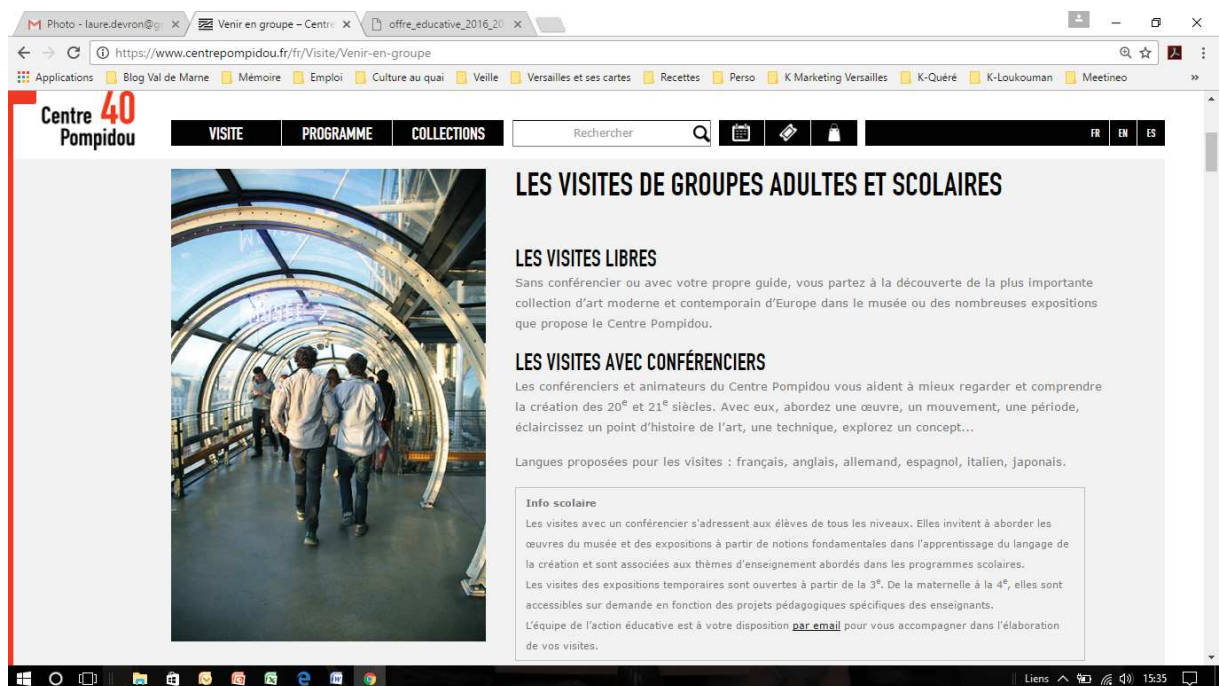 Photo - laure.devron@g
Venir en groupe – Centre
offre_educative_2016_20
https://www.centrepompidou.fr/fr/Visite/Venir-en-groupe
Applications
Blog Val de Marne
Mémoire
Emploi
Culture au quai
Veille
Versailles et ses cartes
Recettes
Perso
K Marketing Versailles
K-Quéré
K-Loukouman
Meetineo
»
Centre 40
Pompidou
VISITE
PROGRAMME
COLLECTIONS
Rechercher
FR
EN
ES
LES VISITES DE GROUPES ADULTES ET SCOLAIRES
LES VISITES LIBRES
Sans conférencier ou avec votre propre guide, vous partez à la découverte de la plus importante
collection d'art moderne et contemporain d'Europe dans le musée ou des nombreuses expositions
que propose le Centre Pompidou.
LES VISITES AVEC CONFÉRENCIERS
Les conférenciers et animateurs du Centre Pompidou vous aident à mieux regarder et comprendre
la création des 20e et 21e siècles. Avec eux, abordez une œuvre, un mouvement, une période,
éclaircissez un point d'histoire de l'art, une technique, explorez un concept...
Langues proposées pour les visites : français, anglais, allemand, espagnol, italien, japonais.
Info scolaire
Les visites avec un conférencier s'adressent aux élèves de tous les niveaux. Elles invitent à aborder les
œuvres du musée et des expositions à partir de notions fondamentales dans l'apprentissage du langage de
la création et sont associées aux thèmes d'enseignement abordés dans les programmes scolaires.
Les visites des expositions temporaires sont ouvertes à partir de la 3e. De la maternelle à la 4e, elles sont
accessibles sur demande en fonction des projets pédagogiques spécifiques des enseignants.
L'équipe de l'action éducative est à votre disposition par email pour vous accompagner dans l'élaboration
de vos visites.
Liens
15:35